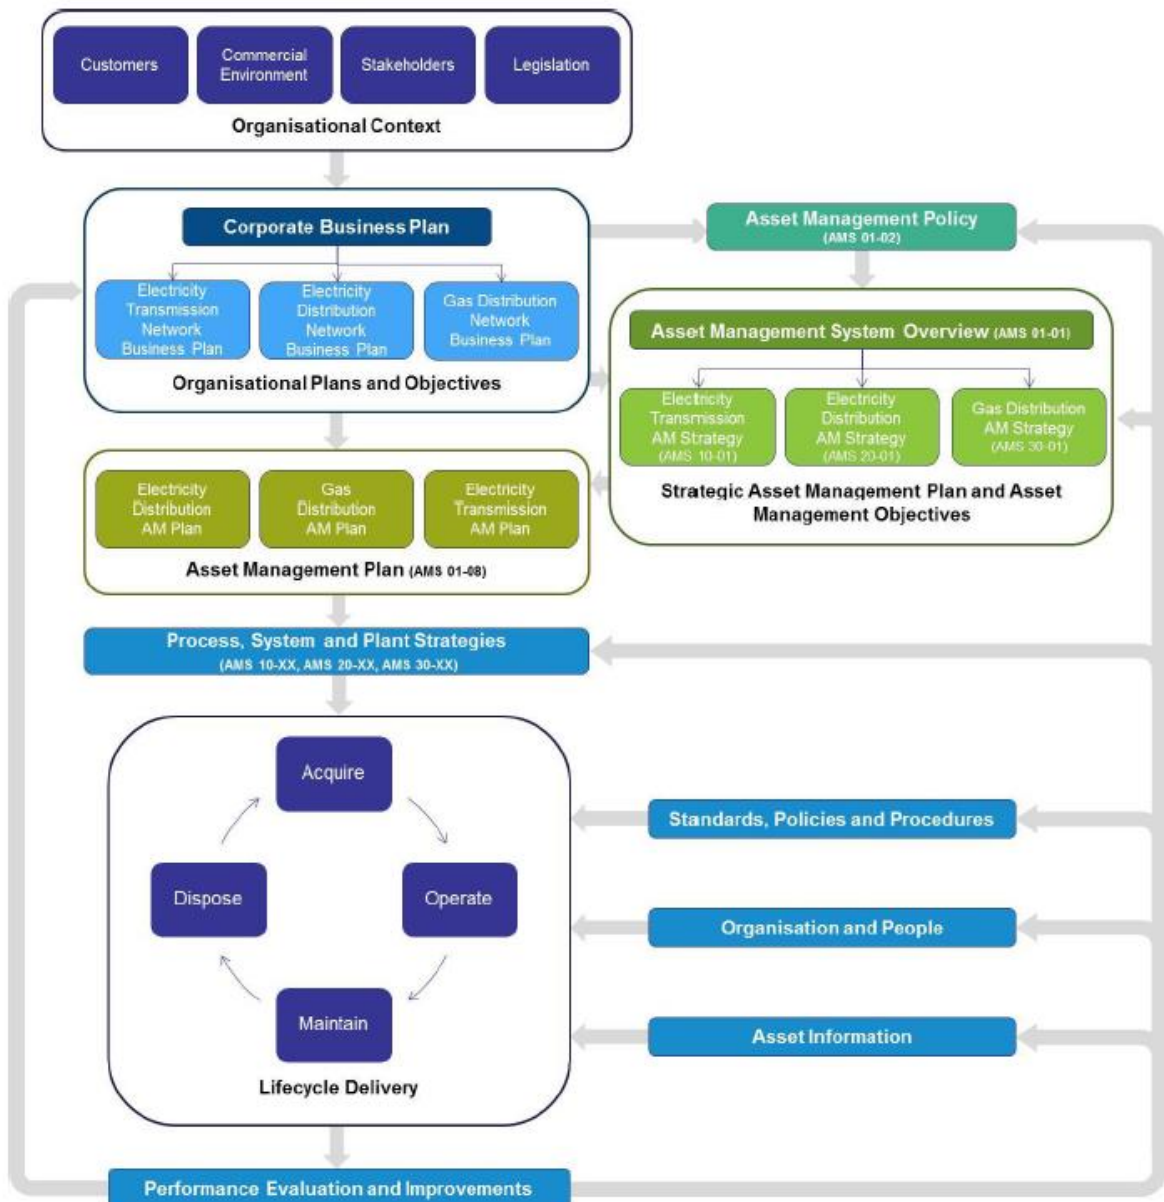 Customers
Commercial
Environment
Stakeholders
Legislation
Organisational Context
Corporate Business Plan
Electricity
Transmission
Network
Business Plan
Electricity
Distribution
Network
Business Plan
Gas Distribution
Network
Business Plan
Organisational Plans and Objectives
Asset Management Policy
(AMS 01-02)
Asset Management System Overview (AMS 01-01)
Electricity
Transmission
AM Strategy
(AMS 10-01)
Electricity
Distribution
AM Strategy
(AMS 20-01)
Gas Distribution
AM Strategy
(AMS 30-01)
Strategic Asset Management Plan and Asset
Management Objectives
Electricity
Distribution
AM Plan
Gas
Distribution
AM Plan
Electricity
Transmission
AM Plan
Asset Management Plan (AMS 01-08)
Process, System and Plant Strategies
(AMS 10-XX, AMS 20-XX, AMS 30-XX)
Acquire
Operate
Maintain
Dispose
Lifecycle Delivery
Standards, Policies and Procedures
Organisation and People
Asset Information
Performance Evaluation and Improvements